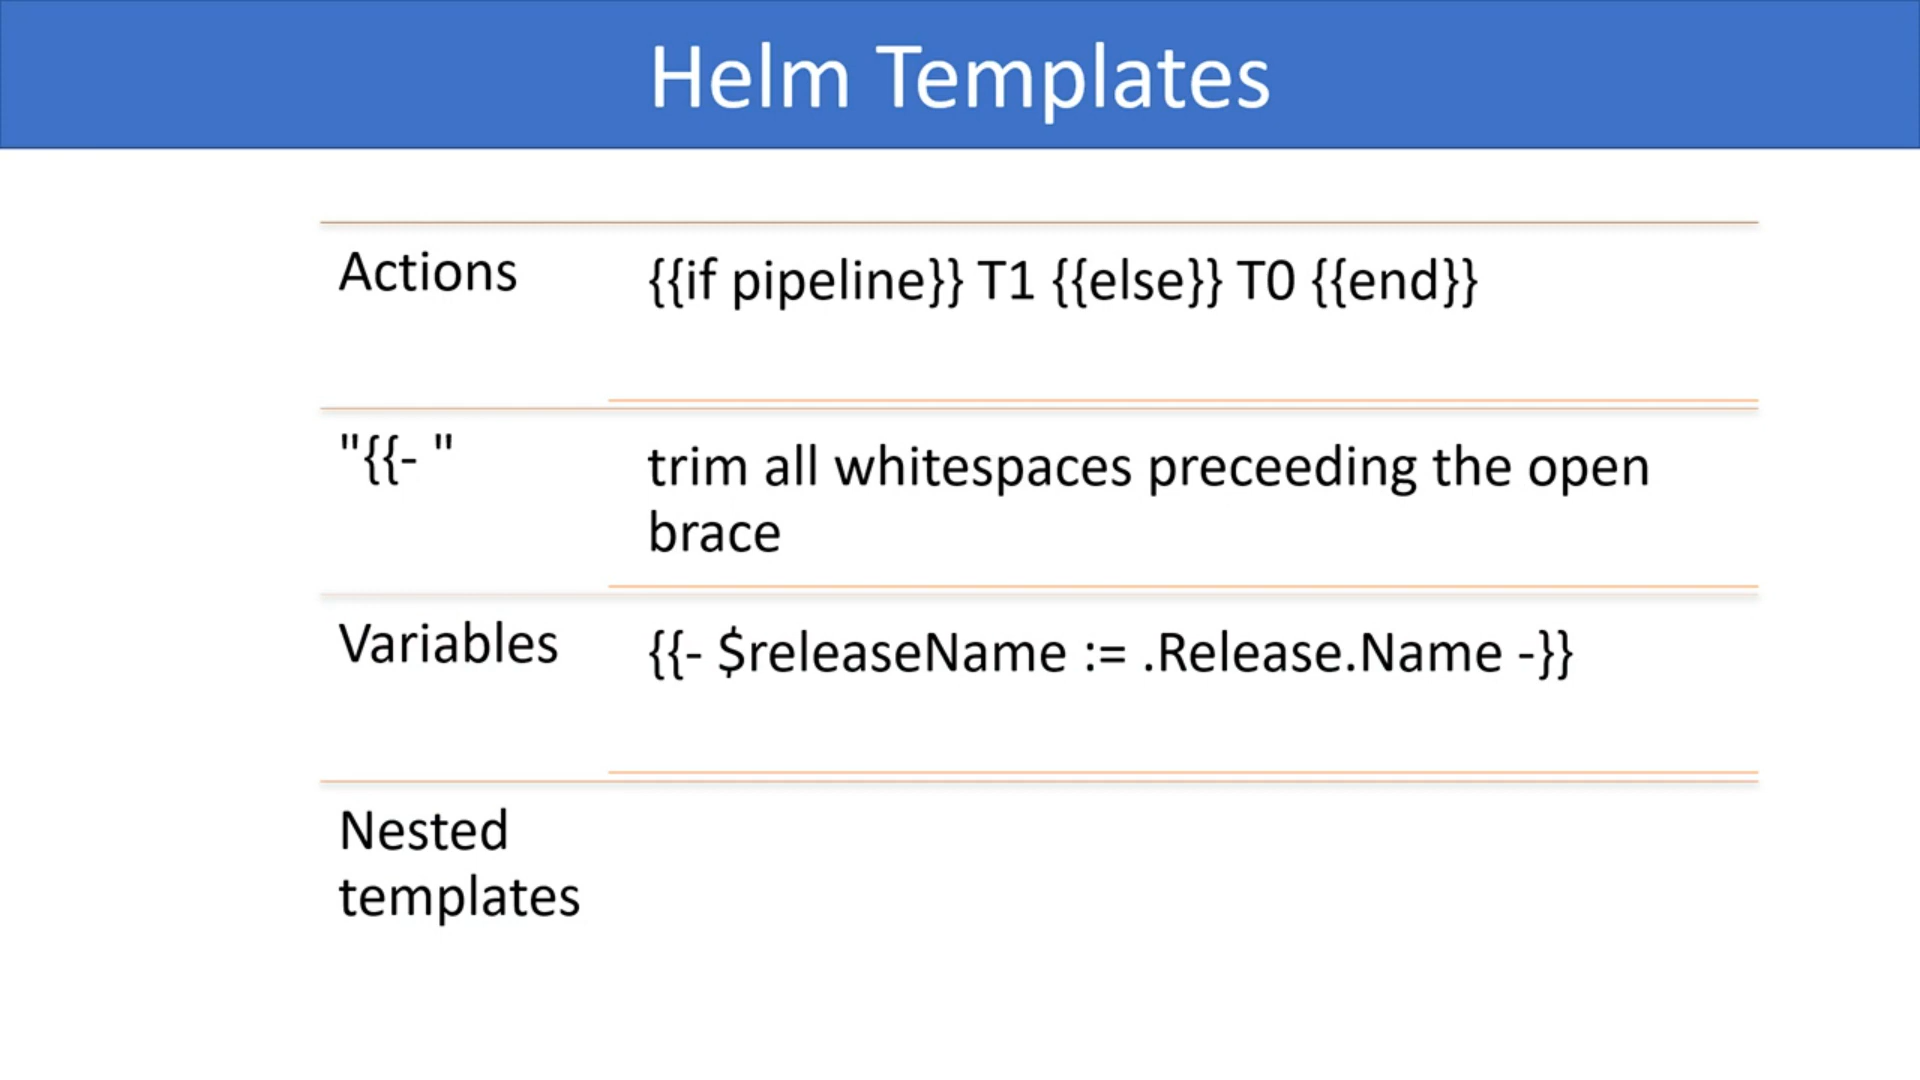 Helm Templates
Actions
{{if pipeline}} T1 {{else}} T0 {{end}}
"{{- "
trim all whitespaces preceeding the open
brace
Variables
{{- $releaseName := .Release.Name -}}
Nested
templates